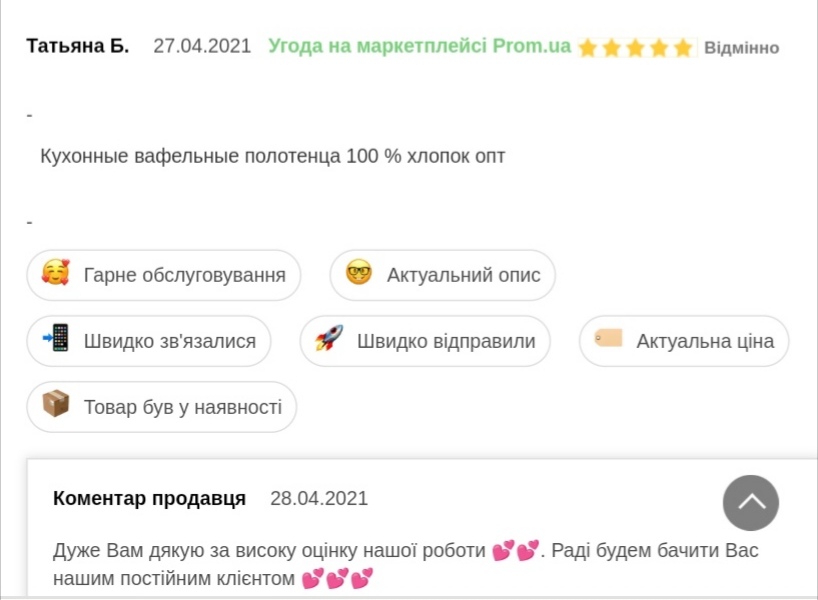 Татьяна Б. 27.04.2021 Угода на маркетплейсі Prom.ua ⭐⭐⭐⭐⭐ Відмінно
-
Кухонные вафельные полотенца 100 % хлопок опт
-
🥰 Гарне обслуговування 🤓 Актуальний опис
📲 Швидко зв'язалися 🚀 Швидко відправили 🏷️ Актуальна ціна
📦 Товар був у наявності
Коментар продавця 28.04.2021
Дуже Вам дякую за високу оцінку нашої роботи 💕💕. Раді будем бачити Вас
нашим постійним клієнтом 💕💕💕